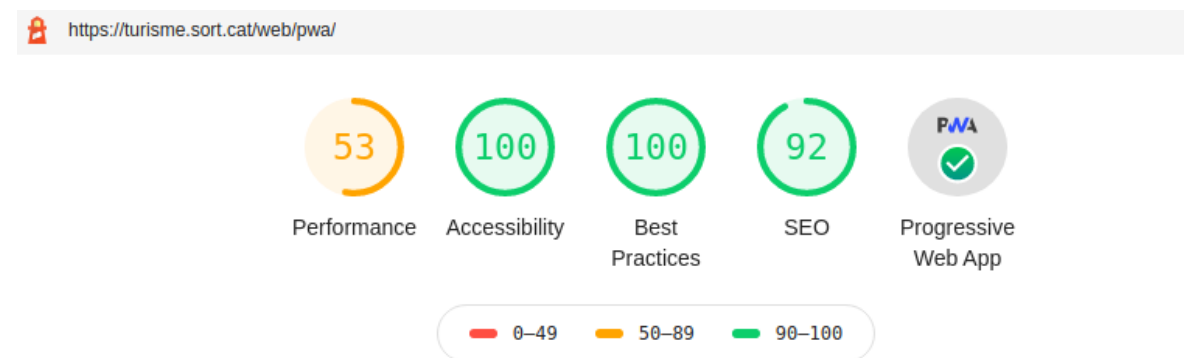 https://turisme.sort.cat/web/pwa/
53
100
100
92
PWA
Performance
Accessibility
Best
Practices
SEO
Progressive
Web App
0–49
50–89
90–100